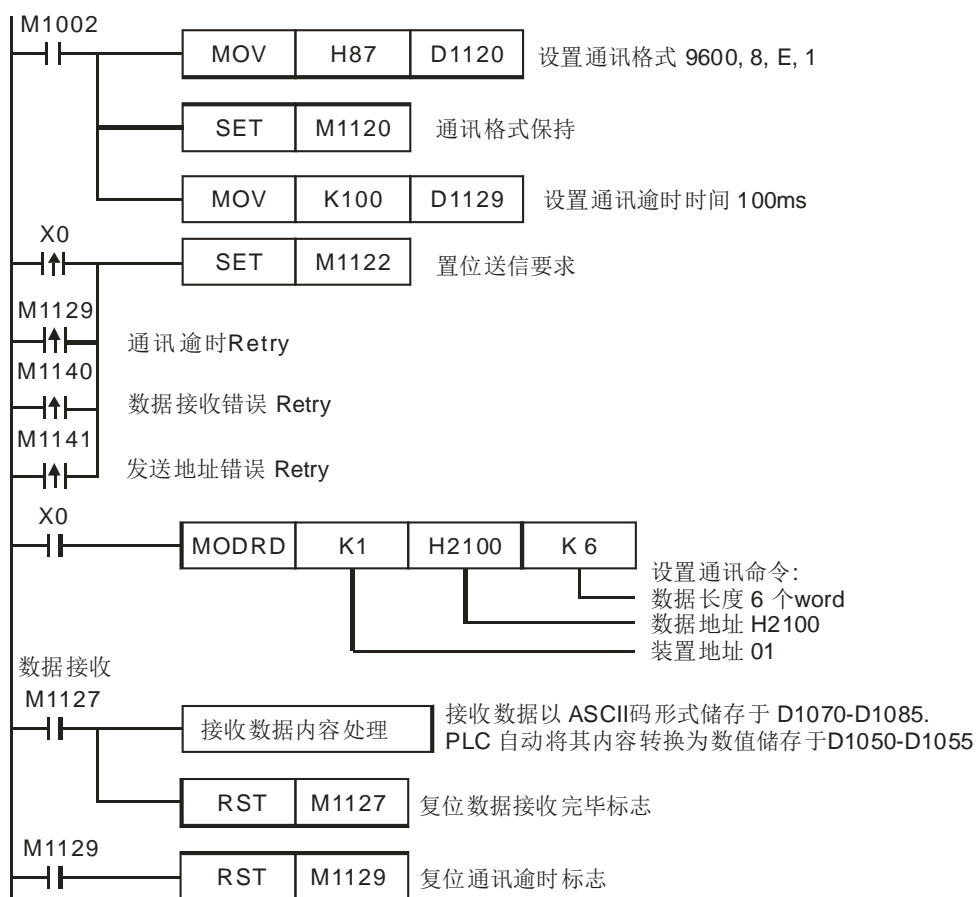 M1002
MOV H87 D1120 设置通讯格式 9600, 8, E, 1
SET M1120 通讯格式保持
MOV K100 D1129 设置通讯逾时时间 100ms
X0
SET M1122 置位送信要求
M1129
通讯逾时Retry
M1140
数据接收错误 Retry
M1141
发送地址错误 Retry
X0
MODRD K1 H2100 K 6
设置通讯命令:
数据长度 6 个word
数据地址 H2100
装置地址 01
数据接收
M1127
接收数据内容处理
接收数据以 ASCII码形式储存于 D1070-D1085.
PLC 自动将其内容转换为数值储存于D1050-D1055
RST M1127 复位数据接收完毕标志
M1129
RST M1129 复位通讯逾时标志